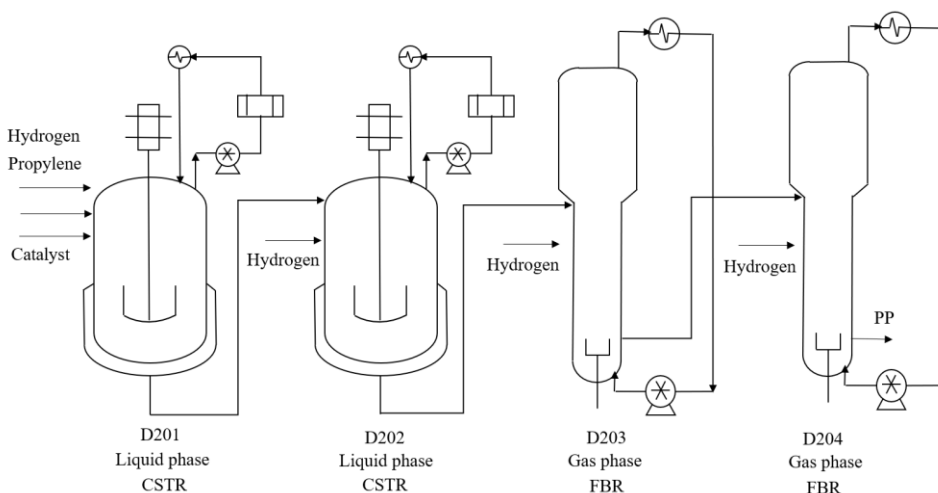 Hydrogen
Propylene
Catalyst
Hydrogen
Hydrogen
Hydrogen
PP
D201
Liquid phase
CSTR
D202
Liquid phase
CSTR
D203
Gas phase
FBR
D204
Gas phase
FBR